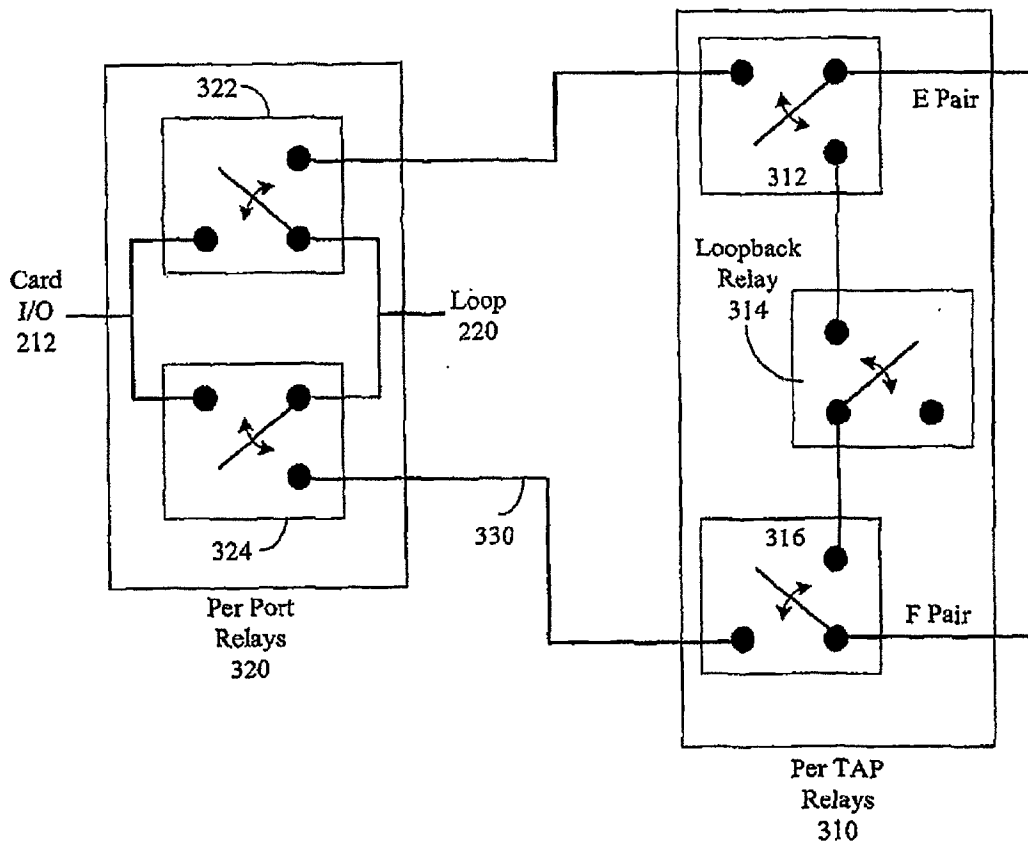 322
E Pair
312
Loopback
Relay
314
Card
I/O
212
Loop
220
316
324
330
F Pair
Per Port
Relays
320
Per TAP
Relays
310